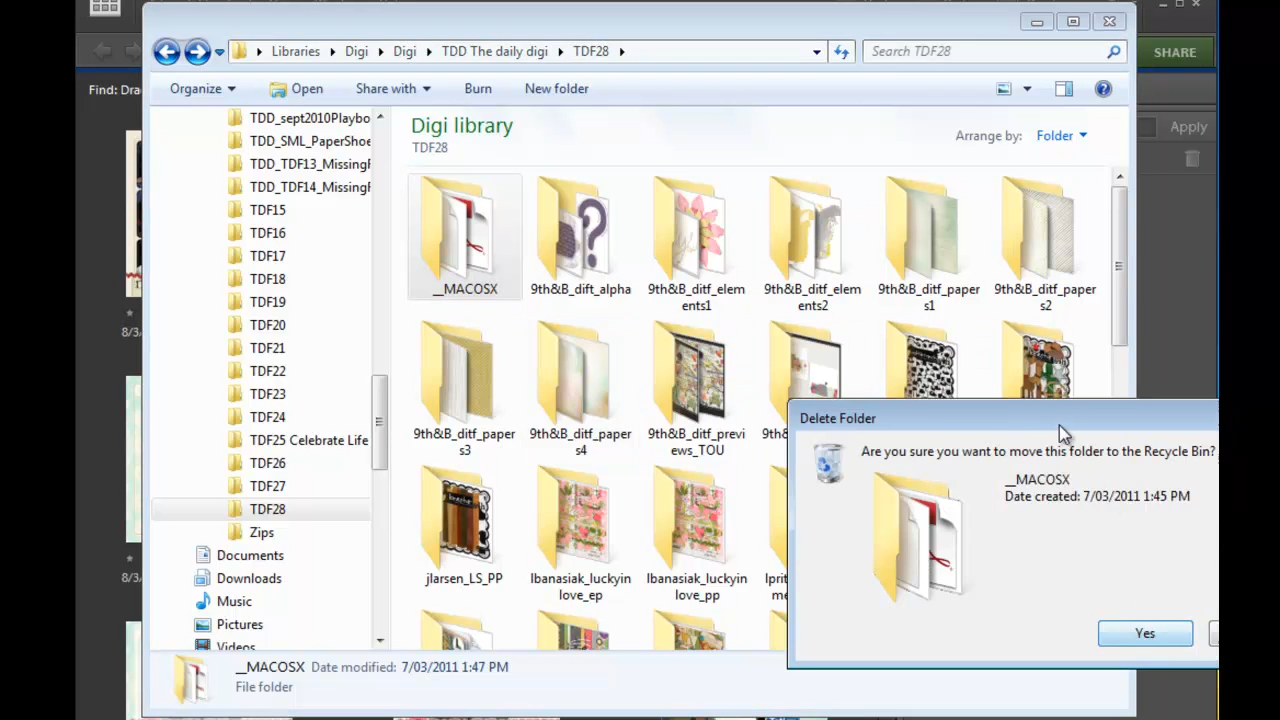 SHARE
Find: Dra
Apply
8/3
8/3
Libraries Digi Digi TDD The daily digi TDF28
Search TDF28
Organize Open Share with Burn New folder
TDD_sept2010Playbo
TDD_SML_PaperShoe
TDD_TDF13_MissingF
TDD_TDF14_MissingF
TDF15
TDF16
TDF17
TDF18
TDF19
TDF20
TDF21
TDF22
TDF23
TDF24
TDF25 Celebrate Life
TDF26
TDF27
TDF28
Zips
Documents
Downloads
Music
Pictures
Videos
Digi library
TDF28
Arrange by: Folder
__MACOSX
9th&B_dift_alpha
9th&B_ditf_elem
ents1
9th&B_ditf_elem
ents2
9th&B_ditf_paper
s1
9th&B_ditf_paper
s2
9th&B_ditf_paper
s3
9th&B_ditf_paper
s4
9th&B_ditf_previ
ews_TOU
9th&
jlarsen_LS_PP
lbanasiak_luckyin
love_ep
lbanasiak_luckyin
love_pp
lprit
me
Delete Folder
Are you sure you want to move this folder to the Recycle Bin?
__MACOSX
Date created: 7/03/2011 1:45 PM
Yes
__MACOSX Date modified: 7/03/2011 1:47 PM
File folder